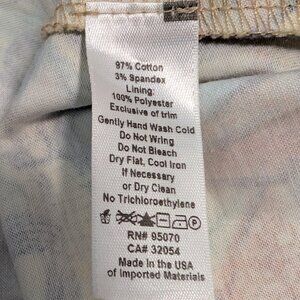 97% Cotton
3% Spandex
Lining:
100% Polyester
Exclusive of trim
Gently Hand Wash Cold
Do Not Wring
Do Not Bleach
Dry Flat, Cool Iron
If Necessary
or Dry Clean
No Trichloroethylene
RN# 95070
CA# 32054
Made In the USA
of Imported Materials